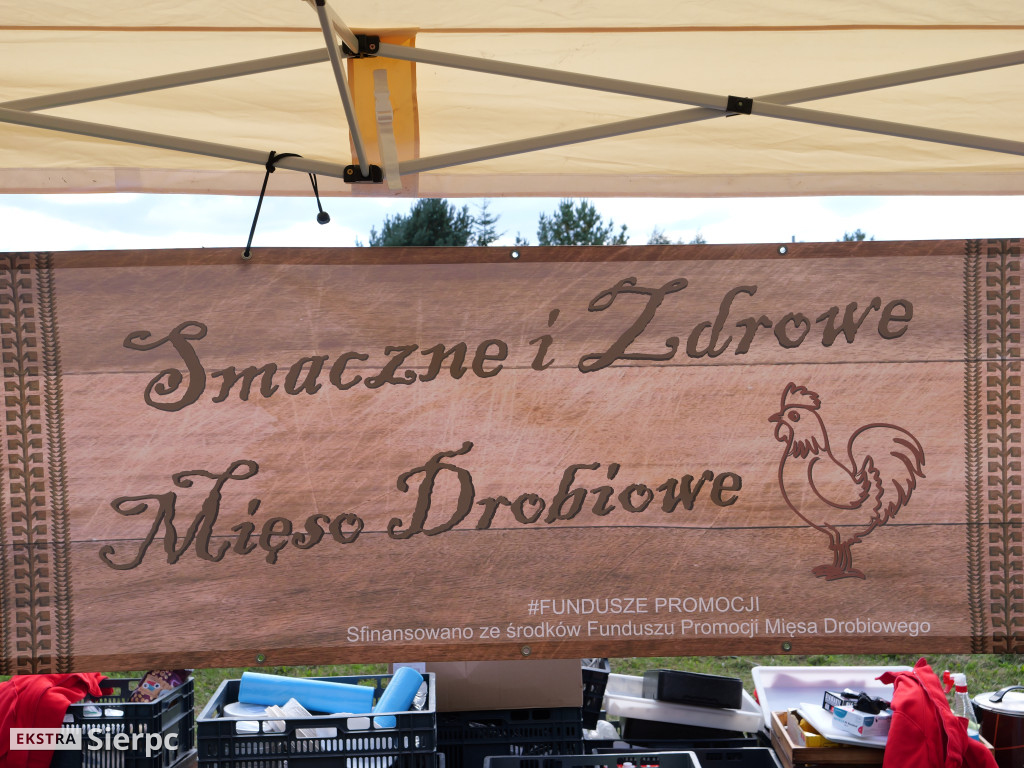 Smaczne i Zdrowe
Mięso Drobiowe
#FUNDUSZE PROMOCJI
Sfinansowano ze środków Funduszu Promocji Mięsa Drobiowego
EKSTRA Sierpc